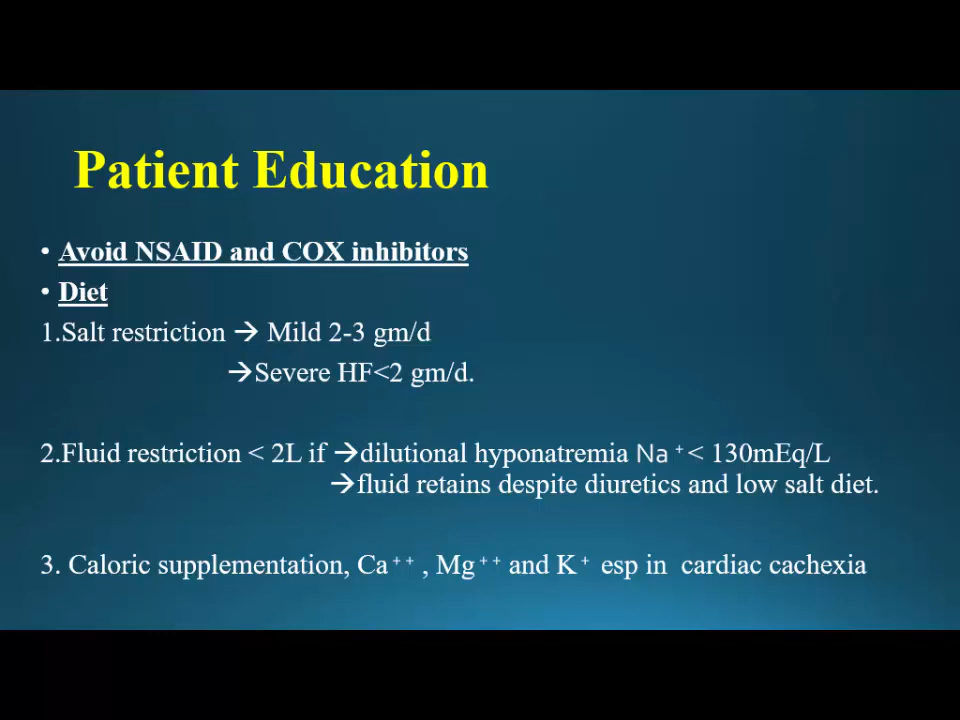 Patient Education
• Avoid NSAID and COX inhibitors
• Diet
1.Salt restriction → Mild 2-3 gm/d
→Severe HF<2 gm/d.
2.Fluid restriction < 2L if →dilutional hyponatremia Na⁺< 130mEq/L
→fluid retains despite diuretics and low salt diet.
3. Caloric supplementation, Ca⁺⁺ , Mg⁺⁺ and K⁺ esp in cardiac cachexia